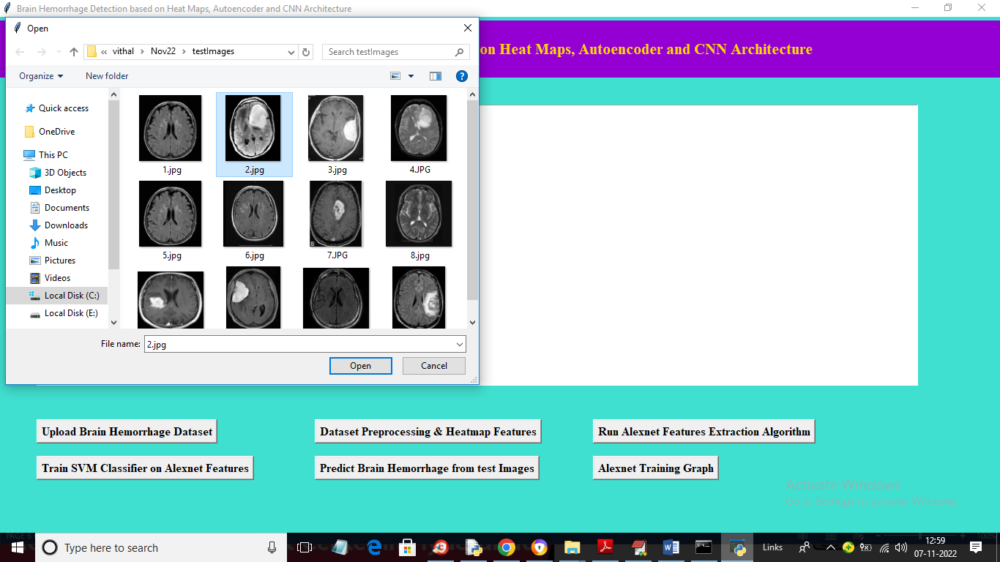 Brain Hemorrhage Detection based on Heat Maps, Autoencoder and CNN Architecture
Open
on Heat Maps, Autoencoder and CNN Architecture
« vithal > Nov22 > testImages
Search testImages
Organize
New folder
Quick access
OneDrive
This PC
3D Objects
Desktop
Documents
Downloads
Music
Pictures
Videos
Local Disk (C:)
Local Disk (E:)
1.jpg
2.jpg
3.jpg
4.JPG
5.jpg
6.jpg
7.JPG
8.jpg
B
File name:
2.jpg
Open
Cancel
Upload Brain Hemorrhage Dataset
Dataset Preprocessing & Heatmap Features
Run Alexnet Features Extraction Algorithm
Train SVM Classifier on Alexnet Features
Predict Brain Hemorrhage from test Images
Alexnet Training Graph
Activate Windows
Go to Settings to activate Windows.
PAGE 6
100%
Type here to search
Links
12:59
07-11-2022